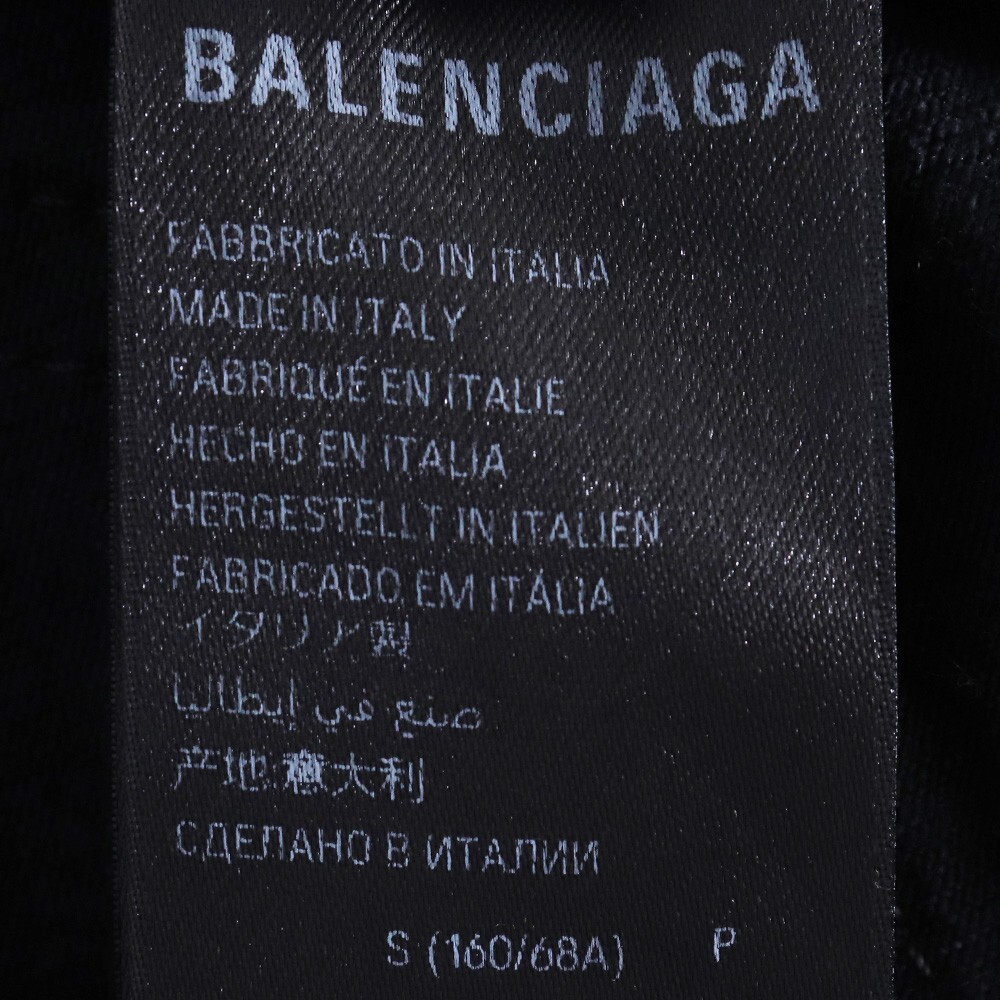 BALENCIAGA
FABBRICATO IN ITALIA
MADE IN ITALY
FABRIQUÉ EN ITALIE
HECHO EN ITALIA
HERGESTELLT IN ITALIEN
FABRICADO EM ITÁLIA
イタリア製
صنع في إيطاليا
产地:意大利
СДЕЛАНО В ИТАЛИИ
S (160/68A) P